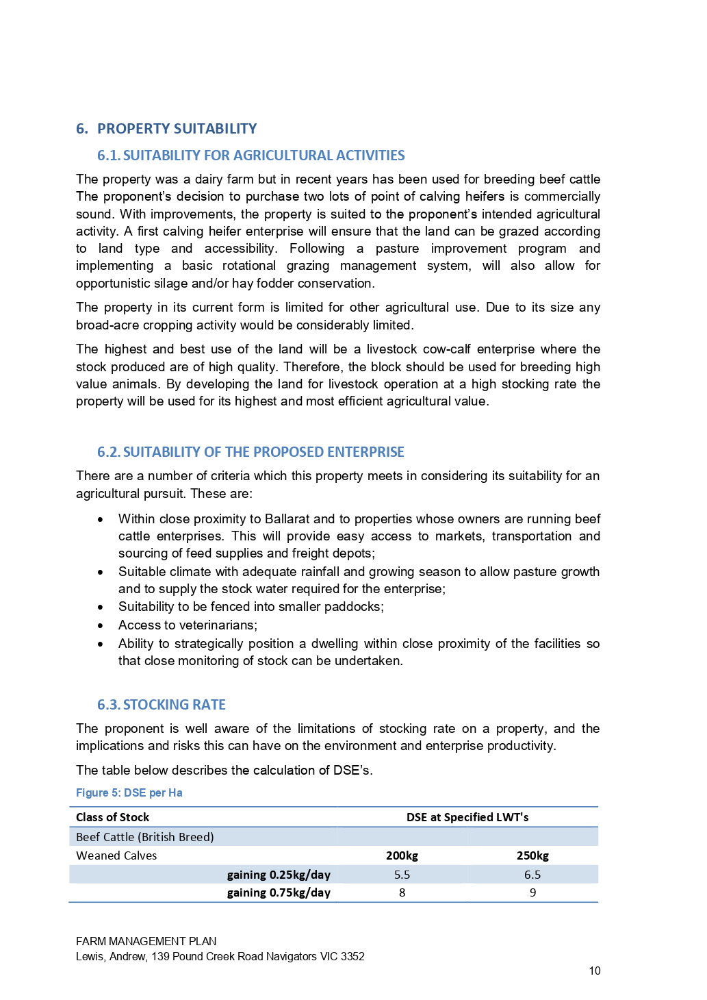 6. PROPERTY SUITABILITY
6.1. SUITABILITY FOR AGRICULTURAL ACTIVITIES
The property was a dairy farm but in recent years has been used for breeding beef cattle
The proponent’s decision to purchase two lots of point of calving heifers is commercially
sound. With improvements, the property is suited to the proponent’s intended agricultural
activity. A first calving heifer enterprise will ensure that the land can be grazed according
to land type and accessibility. Following a pasture improvement program and
implementing a basic rotational grazing management system, will also allow for
opportunistic silage and/or hay fodder conservation.
The property in its current form is limited for other agricultural use. Due to its size any
broad-acre cropping activity would be considerably limited.
The highest and best use of the land will be a livestock cow-calf enterprise where the
stock produced are of high quality. Therefore, the block should be used for breeding high
value animals. By developing the land for livestock operation at a high stocking rate the
property will be used for its highest and most efficient agricultural value.
6.2. SUITABILITY OF THE PROPOSED ENTERPRISE
There are a number of criteria which this property meets in considering its suitability for an
agricultural pursuit. These are:
• Within close proximity to Ballarat and to properties whose owners are running beef
cattle enterprises. This will provide easy access to markets, transportation and
sourcing of feed supplies and freight depots;
• Suitable climate with adequate rainfall and growing season to allow pasture growth
and to supply the stock water required for the enterprise;
• Suitability to be fenced into smaller paddocks;
• Access to veterinarians;
• Ability to strategically position a dwelling within close proximity of the facilities so
that close monitoring of stock can be undertaken.
6.3. STOCKING RATE
The proponent is well aware of the limitations of stocking rate on a property, and the
implications and risks this can have on the environment and enterprise productivity.
The table below describes the calculation of DSE’s.
Figure 5: DSE per Ha
Class of Stock DSE at Specified LWT's
Beef Cattle (British Breed)
Weaned Calves 200kg 250kg
gaining 0.25kg/day 5.5 6.5
gaining 0.75kg/day 8 9
FARM MANAGEMENT PLAN
Lewis, Andrew, 139 Pound Creek Road Navigators VIC 3352
10